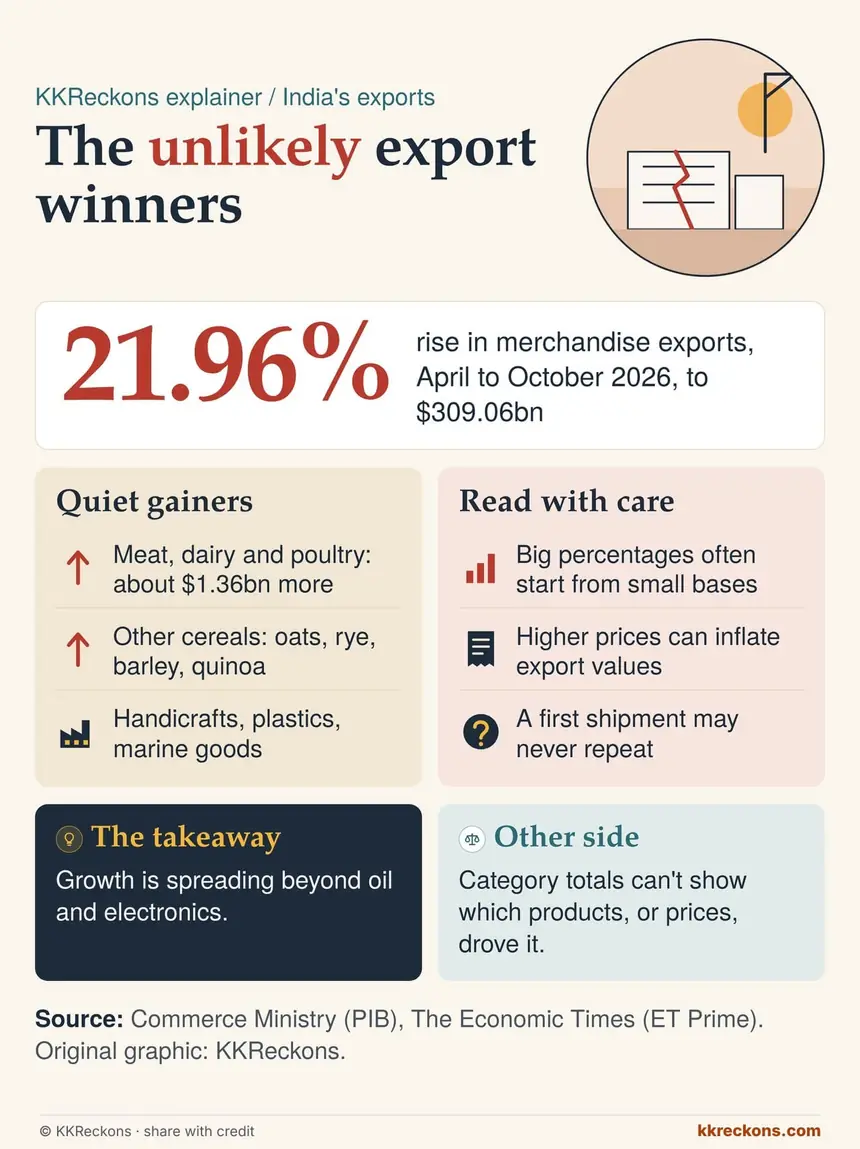 KKReckons explainer / India's exports
The unlikely export
winners
21.96%
rise in merchandise exports,
April to October 2026, to
$309.06bn
Quiet gainers
Meat, dairy and poultry:
about $1.36bn more
Other cereals: oats, rye,
barley, quinoa
Handicrafts, plastics,
marine goods
Read with care
Big percentages often
start from small bases
Higher prices can inflate
export values
A first shipment may
never repeat
The takeaway
Growth is spreading beyond oil
and electronics.
Other side
Category totals can't show
which products, or prices,
drove it.
Source: Commerce Ministry (PIB), The Economic Times (ET Prime).
Original graphic: KKReckons.
© KKReckons · share with credit
kkreckons.com